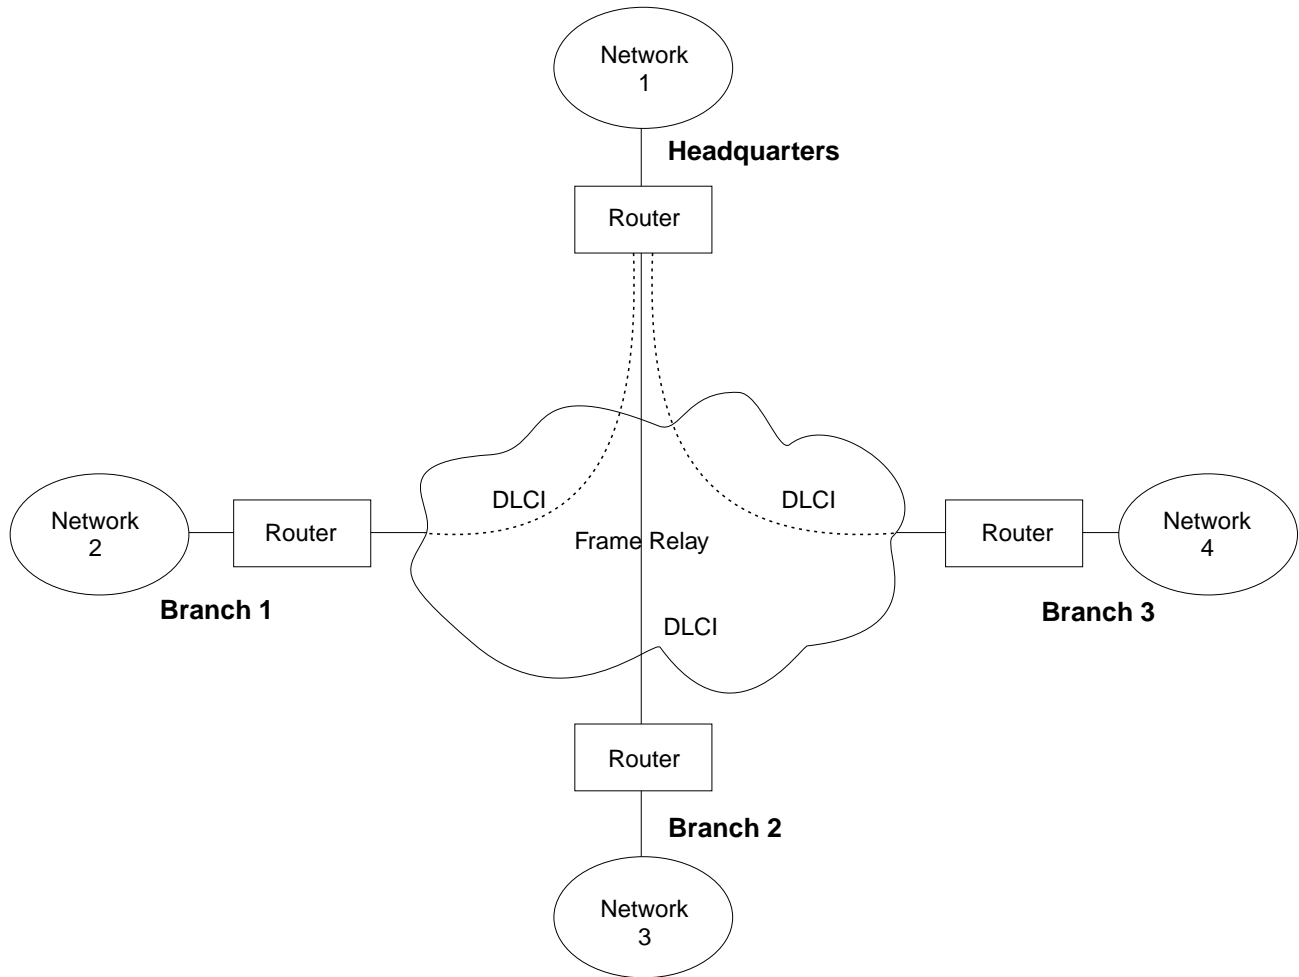 Network
1
Headquarters
Router
DLCI
DLCI
Network
2
Router
Frame Relay
Router
Network
4
Branch 1
Branch 3
DLCI
Router
Branch 2
Network
3